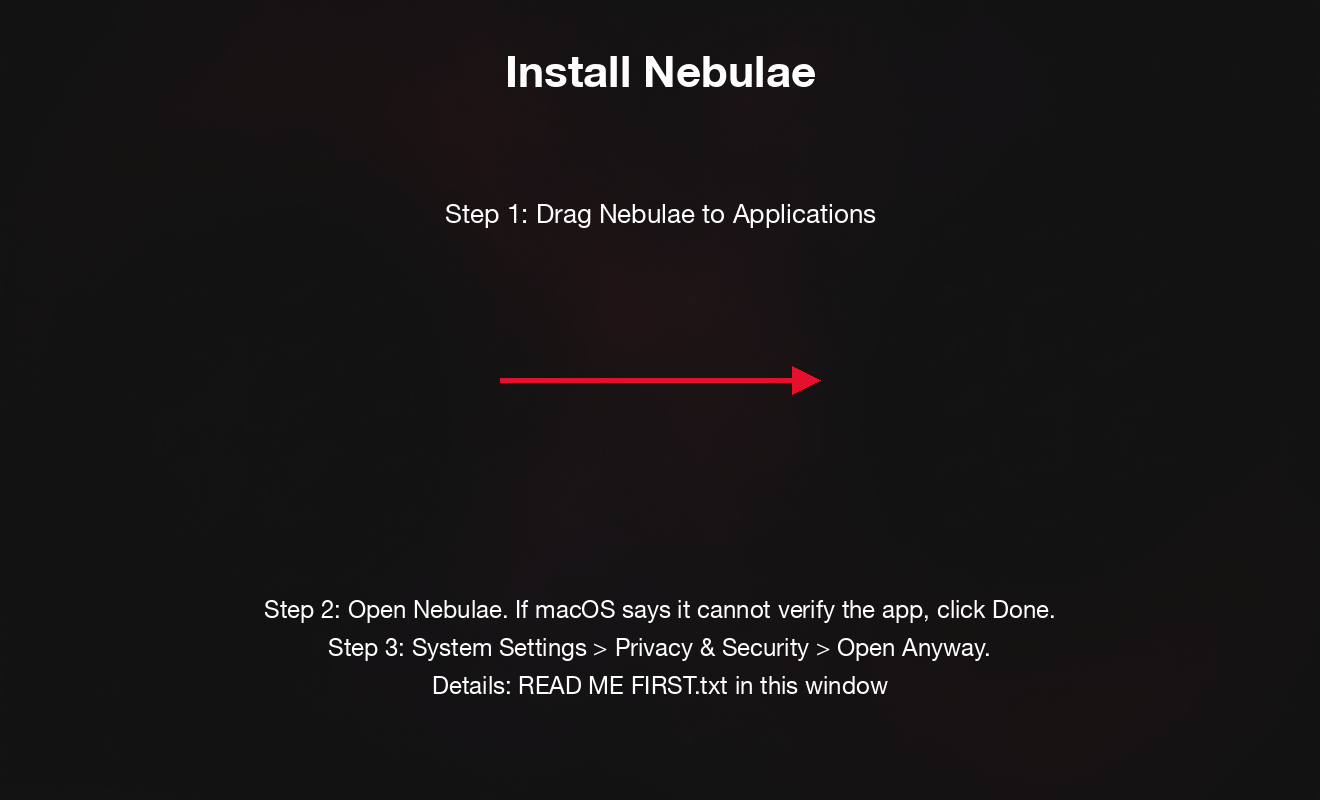 Install Nebulae
Step 1: Drag Nebulae to Applications
Step 2: Open Nebulae. If macOS says it cannot verify the app, click Done.
Step 3: System Settings > Privacy & Security > Open Anyway.
Details: READ ME FIRST.txt in this window